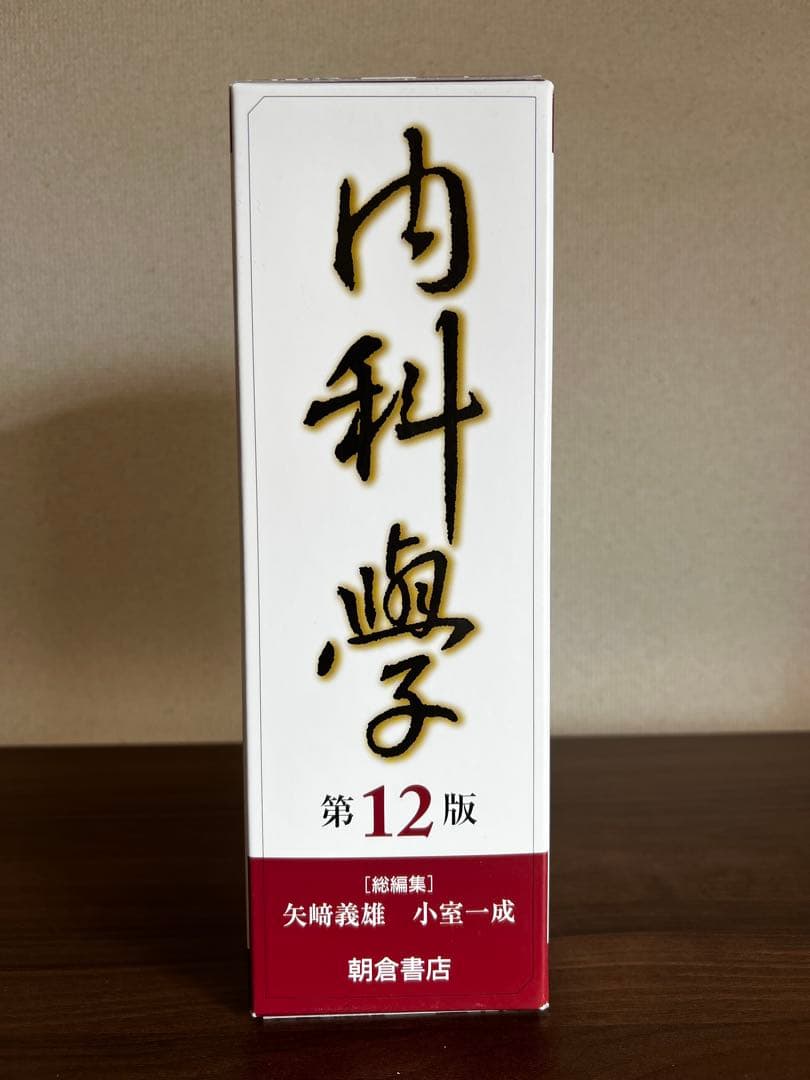 内科學
第12版
[総編集]
矢﨑義雄 小室一成
朝倉書店